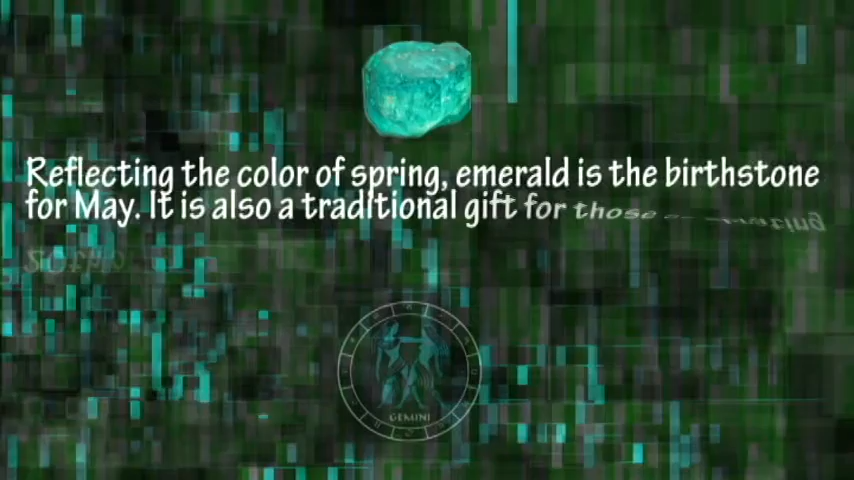 Reflecting the color of spring, emerald is the birthstone
for May. It is also a traditional gift for those
GEMINI